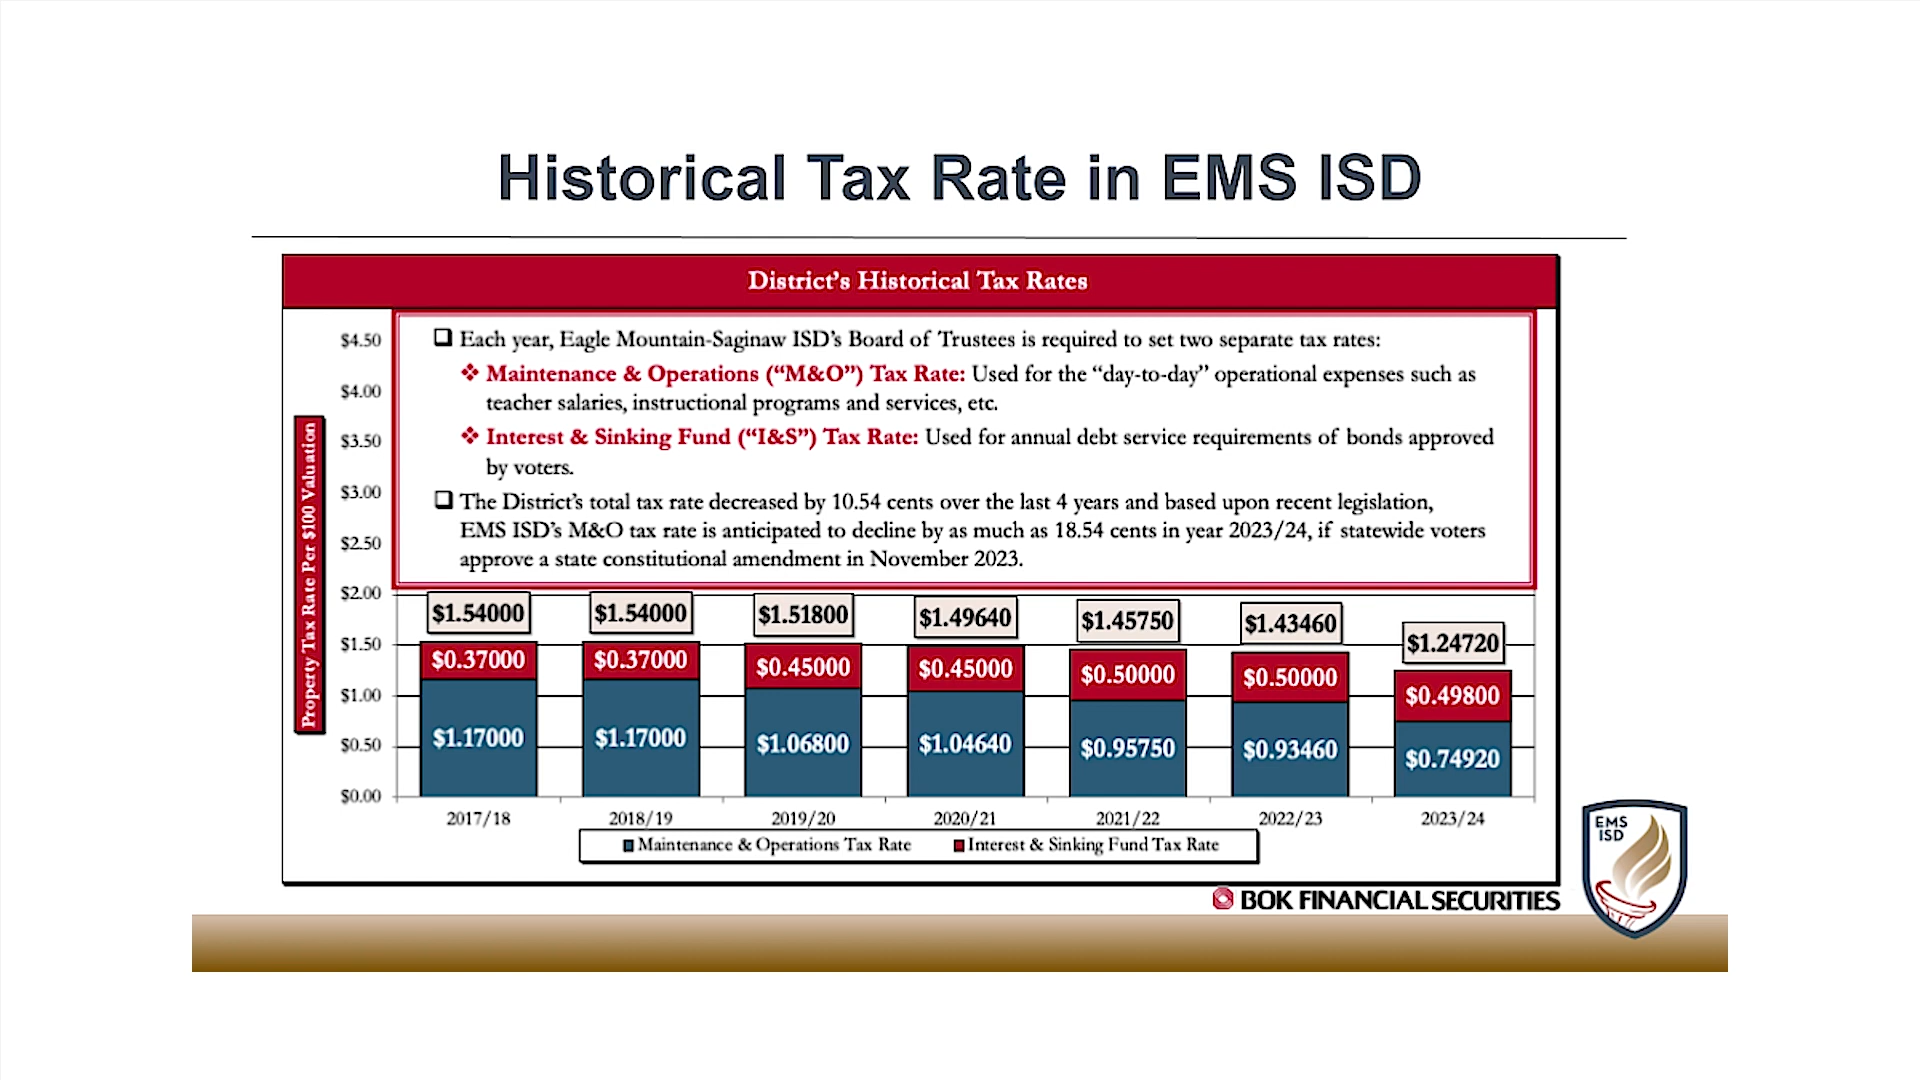 Historical Tax Rate in EMS ISD
District's Historical Tax Rates
Each year, Eagle Mountain-Saginaw ISD's Board of Trustees is required to set two separate tax rates:
Maintenance & Operations ("M&O") Tax Rate: Used for the "day-to-day" operational expenses such as
teacher salaries, instructional programs and services, etc.
Interest & Sinking Fund ("I&S") Tax Rate: Used for annual debt service requirements of bonds approved
by voters.
The District's total tax rate decreased by 10.54 cents over the last 4 years and based upon recent legislation,
EMS ISD's M&O tax rate is anticipated to decline by as much as 18.54 cents in year 2023/24, if statewide voters
approve a state constitutional amendment in November 2023.
Property Tax Rate Per $100 Valuation
$4.50
$4.00
$3.50
$3.00
$2.50
$2.00
$1.50
$1.00
$0.50
$0.00
$1.54000 $1.54000 $1.51800 $1.49640 $1.45750 $1.43460 $1.24720
$0.37000 $0.37000 $0.45000 $0.45000 $0.50000 $0.50000 $0.49800
$1.17000 $1.17000 $1.06800 $1.04640 $0.95750 $0.93460 $0.74920
2017/18 2018/19 2019/20 2020/21 2021/22 2022/23 2023/24
Maintenance & Operations Tax Rate Interest & Sinking Fund Tax Rate
BOK FINANCIAL SECURITIES
EMS
ISD